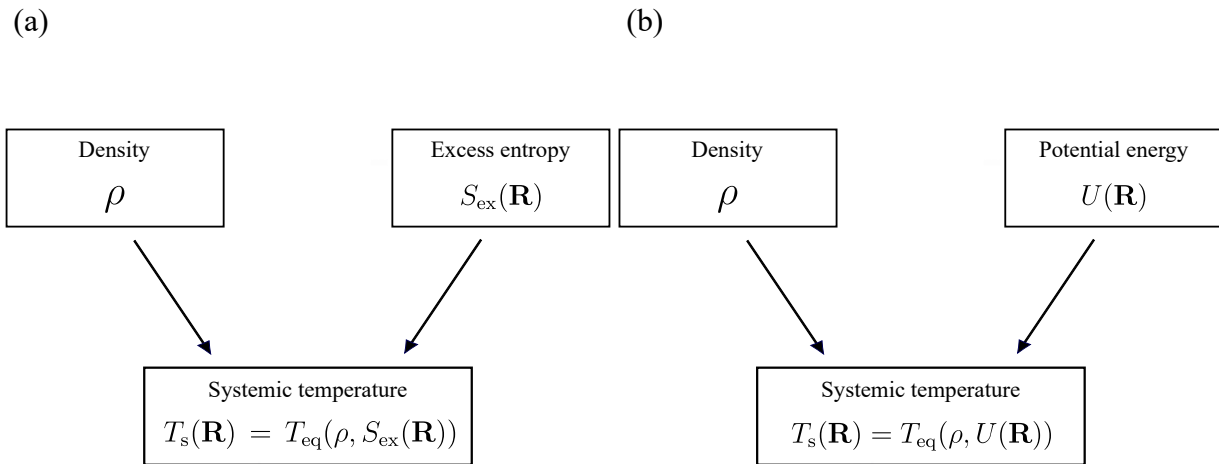 (a)
(b)
Density
ρ
Excess entropy
S_ex(R)
Density
ρ
Potential energy
U(R)
Systemic temperature
T_s(R) = T_eq(ρ, S_ex(R))
Systemic temperature
T_s(R) = T_eq(ρ, U(R))